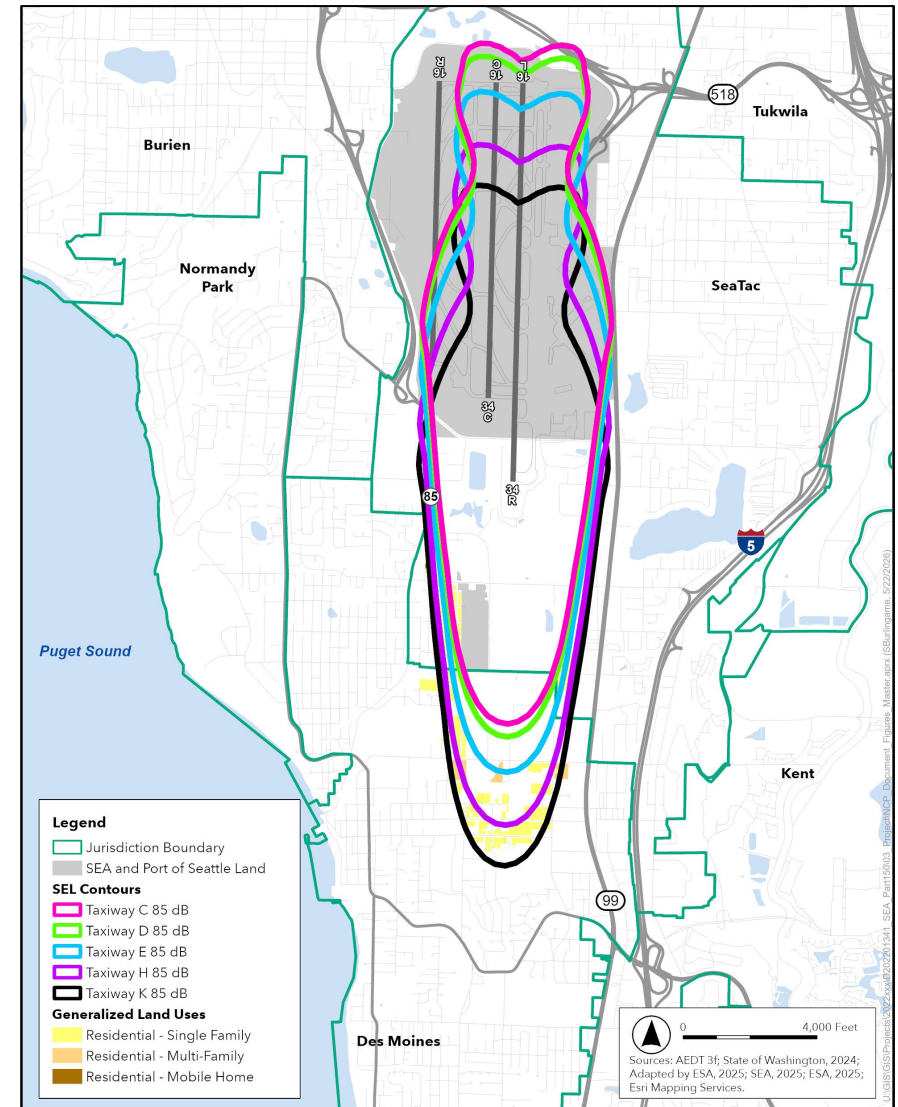 16
R
16
C
16
L
518
Tukwila
Burien
Normandy
Park
SeaTac
34
C
34
R
85
5
Puget Sound
Kent
99
Des Moines
Legend
Jurisdiction Boundary
SEA and Port of Seattle Land
SEL Contours
Taxiway C 85 dB
Taxiway D 85 dB
Taxiway E 85 dB
Taxiway H 85 dB
Taxiway K 85 dB
Generalized Land Uses
Residential - Single Family
Residential - Multi-Family
Residential - Mobile Home
0 4,000 Feet
Sources: AEDT 3f; State of Washington, 2024;
Adapted by ESA, 2025; SEA, 2025; ESA, 2025;
Esri Mapping Services.